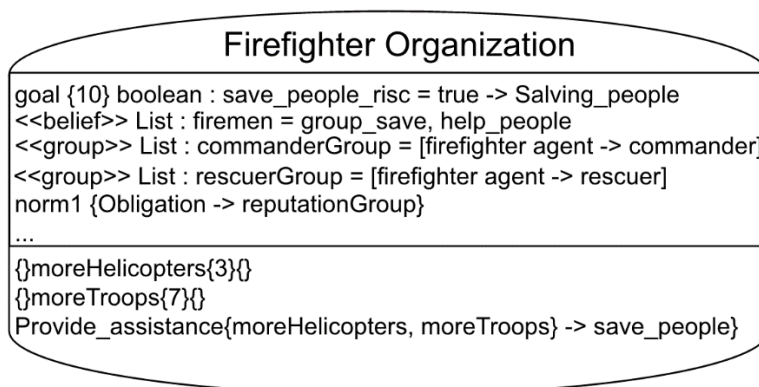 Firefighter Organization
goal {10} boolean : save_people_risc = true -> Salving_people
<<belief>> List : firemen = group_save, help_people
<<group>> List : commanderGroup = [firefighter agent -> commander]
<<group>> List : rescuerGroup = [firefighter agent -> rescuer]
norm1 {Obligation -> reputationGroup}
...
{}moreHelicopters{3}{}
{}moreTroops{7}{}
Provide_assistance{moreHelicopters, moreTroops} -> save_people}